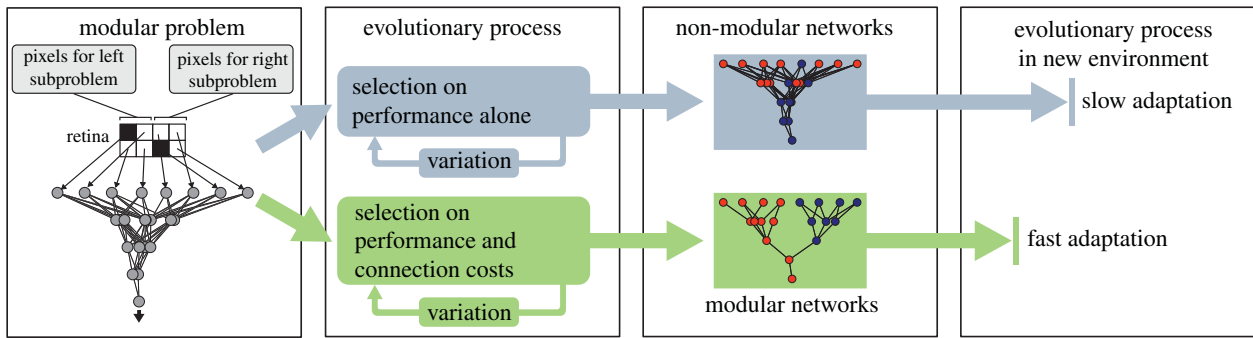 modular problem
pixels for left
subproblem
pixels for right
subproblem
retina
evolutionary process
selection on
performance alone
variation
selection on
performance and
connection costs
variation
non-modular networks
modular networks
evolutionary process
in new environment
slow adaptation
fast adaptation